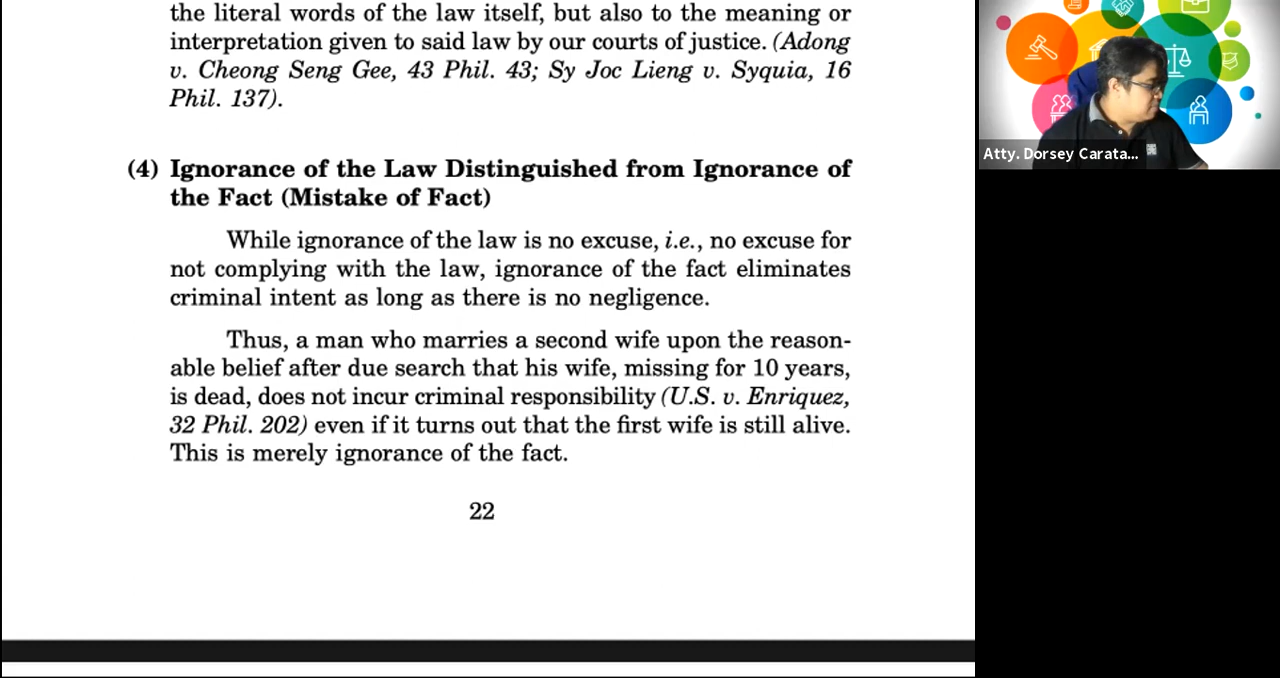 the literal words of the law itself, but also to the meaning or
interpretation given to said law by our courts of justice. (Adong
v. Cheong Seng Gee, 43 Phil. 43; Sy Joc Lieng v. Syquia, 16
Phil. 137).
(4) Ignorance of the Law Distinguished from Ignorance of
the Fact (Mistake of Fact)
While ignorance of the law is no excuse, i.e., no excuse for
not complying with the law, ignorance of the fact eliminates
criminal intent as long as there is no negligence.
Thus, a man who marries a second wife upon the reason-
able belief after due search that his wife, missing for 10 years,
is dead, does not incur criminal responsibility (U.S. v. Enriquez,
32 Phil. 202) even if it turns out that the first wife is still alive.
This is merely ignorance of the fact.
22
Atty. Dorsey Carata...